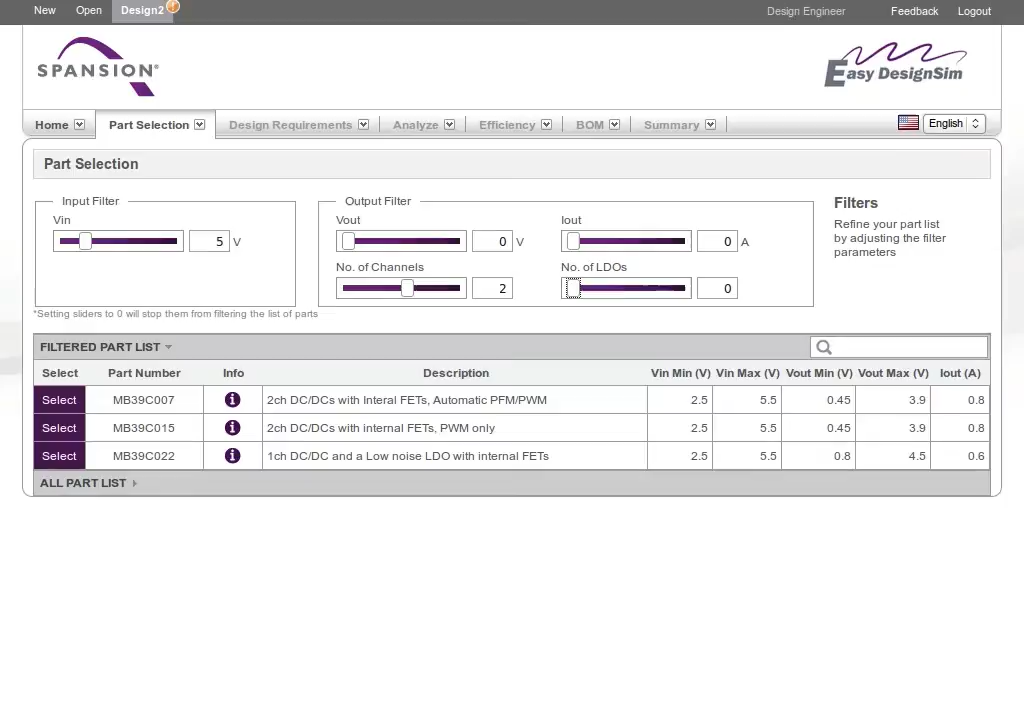 New Open Design2 Design Engineer Feedback Logout
SPANSION® Easy DesignSim
Home Part Selection Design Requirements Analyze Efficiency BOM Summary English
Part Selection
Input Filter Output Filter Filters
Vin Vout Iout Refine your part list
5 V 0 V 0 A by adjusting the filter
parameters
No. of Channels No. of LDOs
2 0
*Setting sliders to 0 will stop them from filtering the list of parts
FILTERED PART LIST
Select Part Number Info Description Vin Min (V) Vin Max (V) Vout Min (V) Vout Max (V) Iout (A)
Select MB39C007 2ch DC/DCs with Interal FETs, Automatic PFM/PWM 2.5 5.5 0.45 3.9 0.8
Select MB39C015 2ch DC/DCs with internal FETs, PWM only 2.5 5.5 0.45 3.9 0.8
Select MB39C022 1ch DC/DC and a Low noise LDO with internal FETs 2.5 5.5 0.8 4.5 0.6
ALL PART LIST